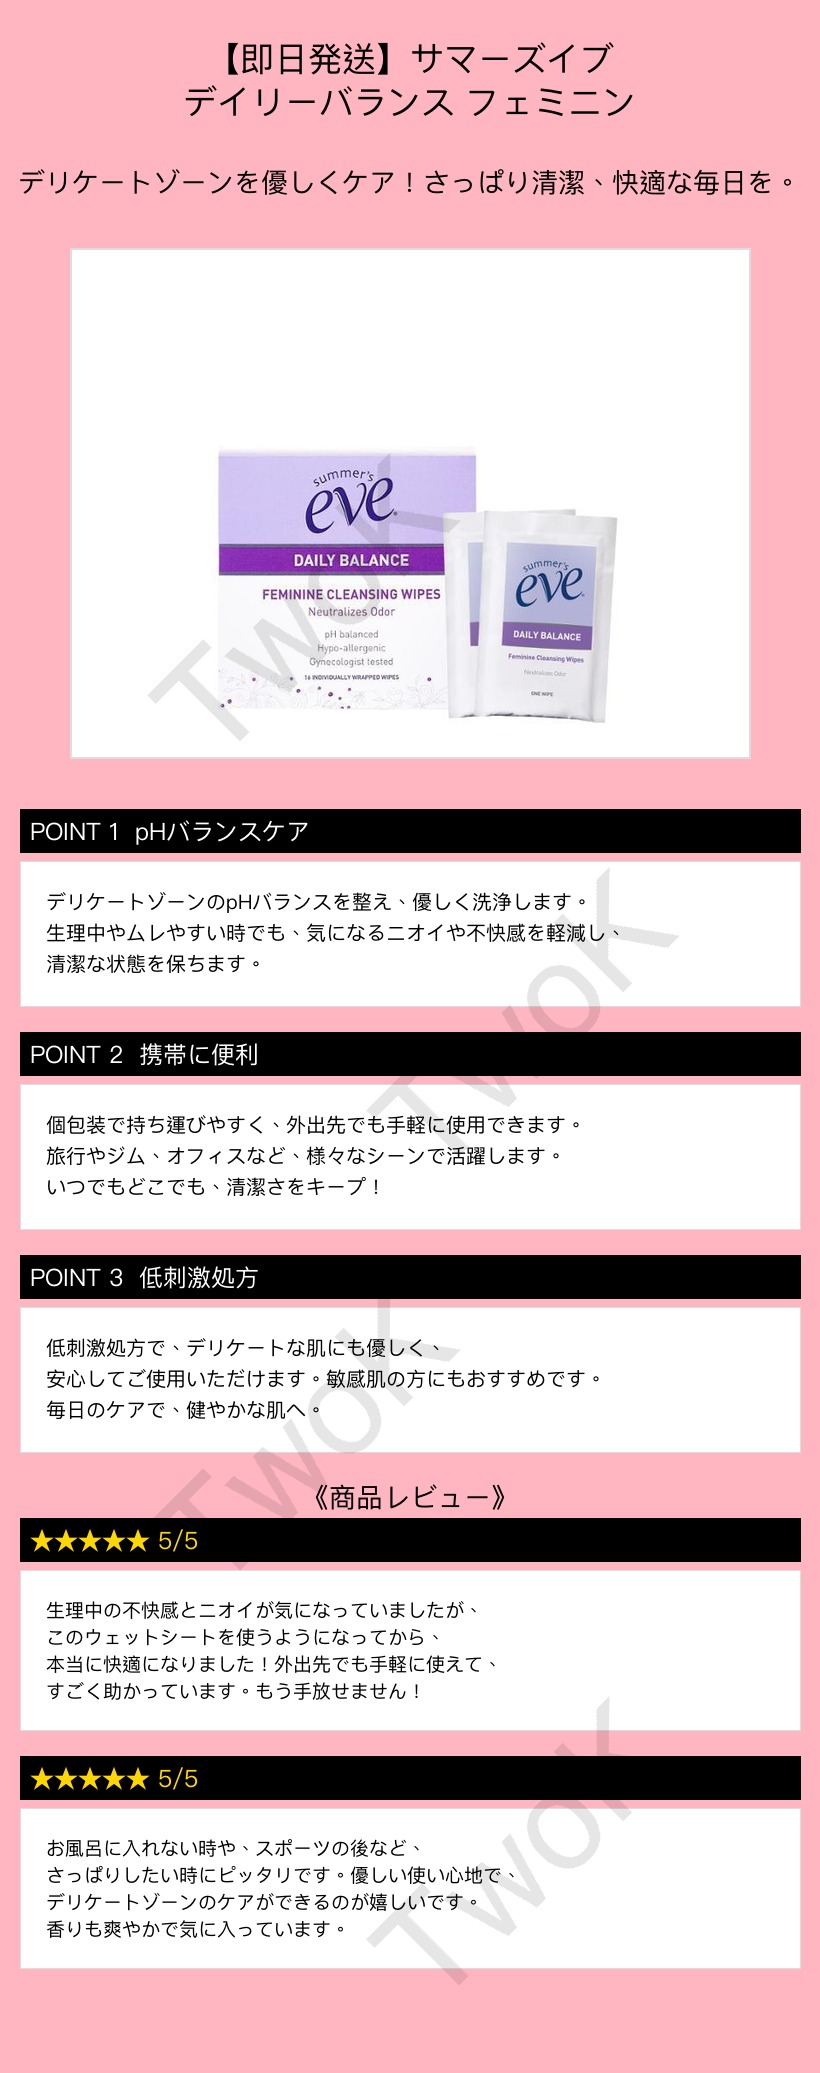 【即日発送】サマーズイブ
デイリーバランス フェミニン
デリケートゾーンを優しくケア！さっぱり清潔、快適な毎日を。
summer's
eve
DAILY BALANCE
FEMININE CLEANSING WIPES
Neutralizes Odor
pH balanced
Hypo-allergenic
Gynecologist tested
16 INDIVIDUALLY WRAPPED WIPES
summer's
eve
DAILY BALANCE
Feminine Cleansing Wipes
Neutralizes Odor
ONE WIPE
TwoK
POINT 1 pHバランスケア
デリケートゾーンのpHバランスを整え、優しく洗浄します。
生理中やムレやすい時でも、気になるニオイや不快感を軽減し、
清潔な状態を保ちます。
TwoK
POINT 2 携帯に便利
個包装で持ち運びやすく、外出先でも手軽に使用できます。
旅行やジム、オフィスなど、様々なシーンで活躍します。
いつでもどこでも、清潔さをキープ！
POINT 3 低刺激処方
低刺激処方で、デリケートな肌にも優しく、
安心してご使用いただけます。敏感肌の方にもおすすめです。
毎日のケアで、健やかな肌へ。
TwoK
《商品レビュー》
★★★★★ 5/5
生理中の不快感とニオイが気になっていましたが、
このウェットシートを使うようになってから、
本当に快適になりました！外出先でも手軽に使えて、
すごく助かっています。もう手放せません！
★★★★★ 5/5
お風呂に入れない時や、スポーツの後など、
さっぱりしたい時にピッタリです。優しい使い心地で、
デリケートゾーンのケアができるのが嬉しいです。
香りも爽やかで気に入っています。
TwoK